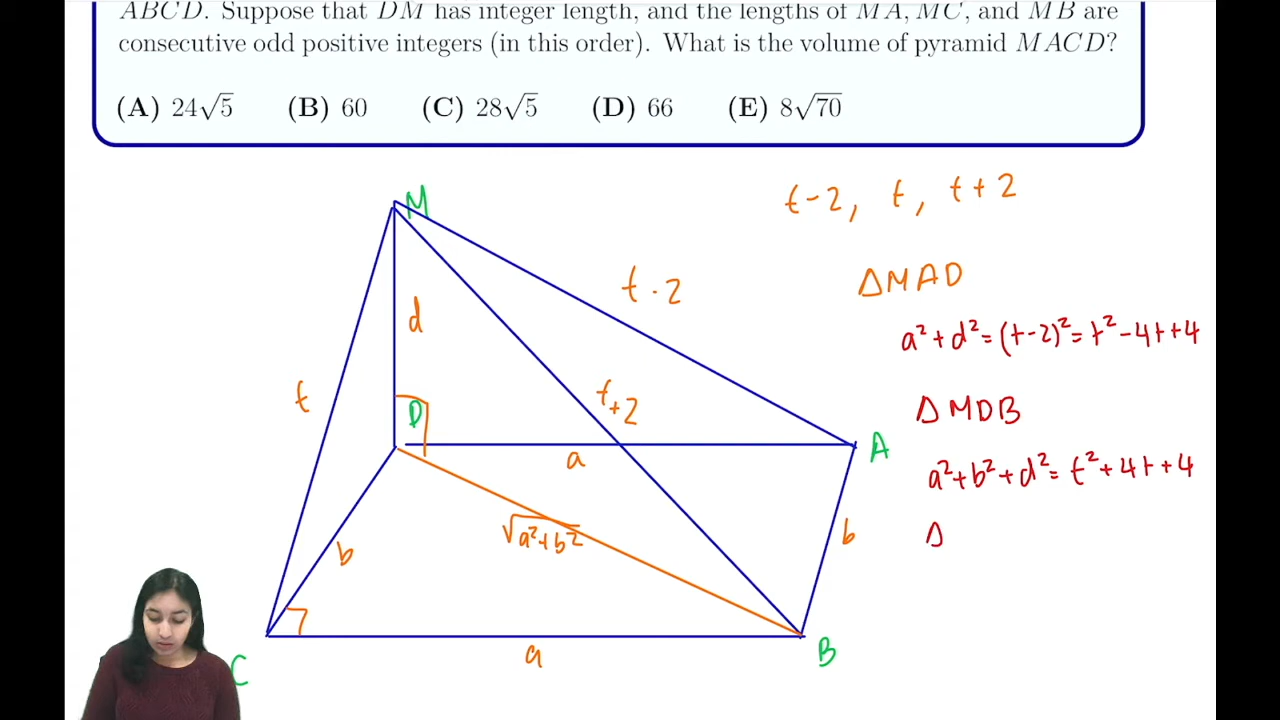 ABCD. Suppose that DM has integer length, and the lengths of MA, MC, and MB are
consecutive odd positive integers (in this order). What is the volume of pyramid MACD?
(A) 24√5 (B) 60 (C) 28√5 (D) 66 (E) 8√70
M
t-2, t, t+2
t-2
ΔMAD
d
a²+d²=(t-2)²=t²-4t+4
t
t+2
D
ΔMDB
A
a
a²+b²+d²=t²+4t+4
√a²+b²
b
Δ
b
C
a
B